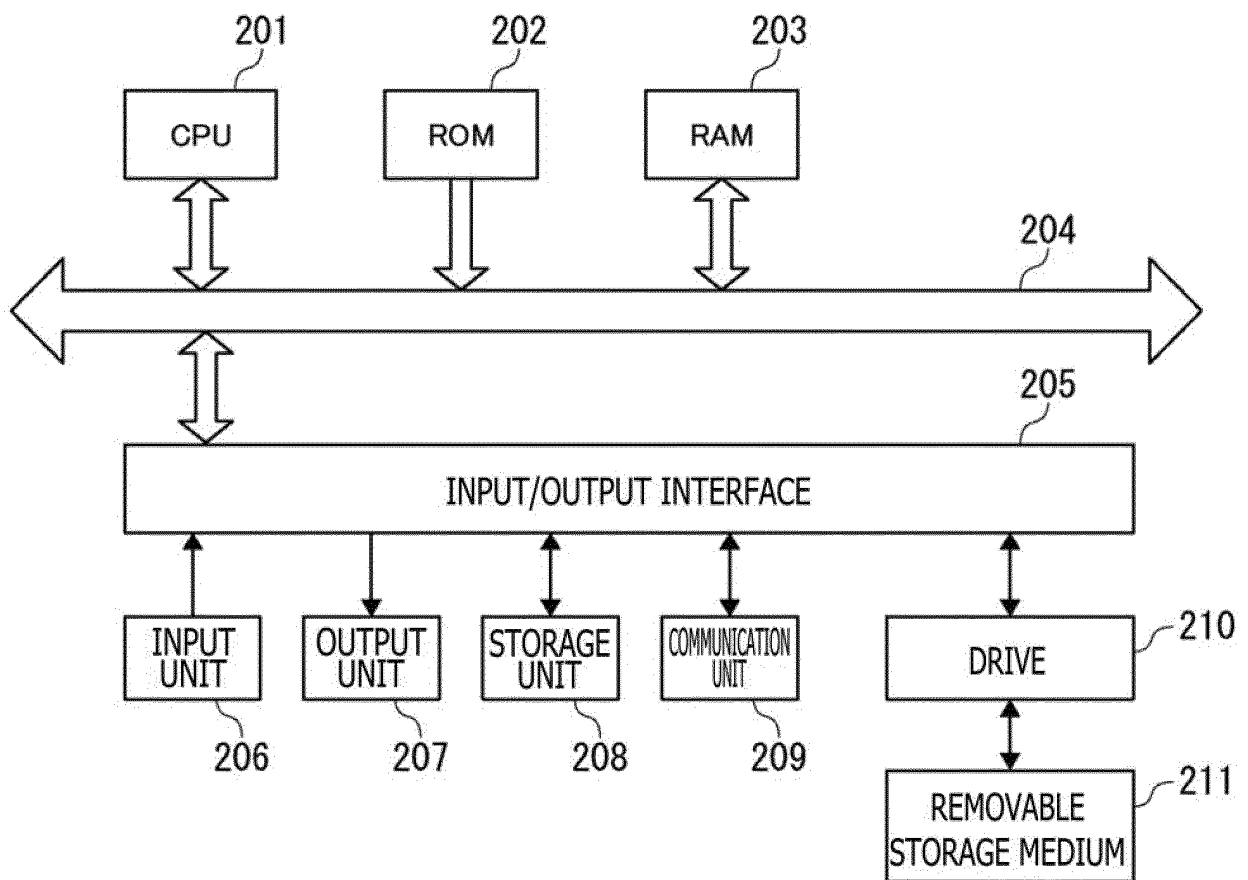 201
202
203
CPU
ROM
RAM
204
205
INPUT/OUTPUT INTERFACE
INPUT
UNIT
OUTPUT
UNIT
STORAGE
UNIT
COMMUNICATION
UNIT
DRIVE
210
206
207
208
209
REMOVABLE
STORAGE MEDIUM
211